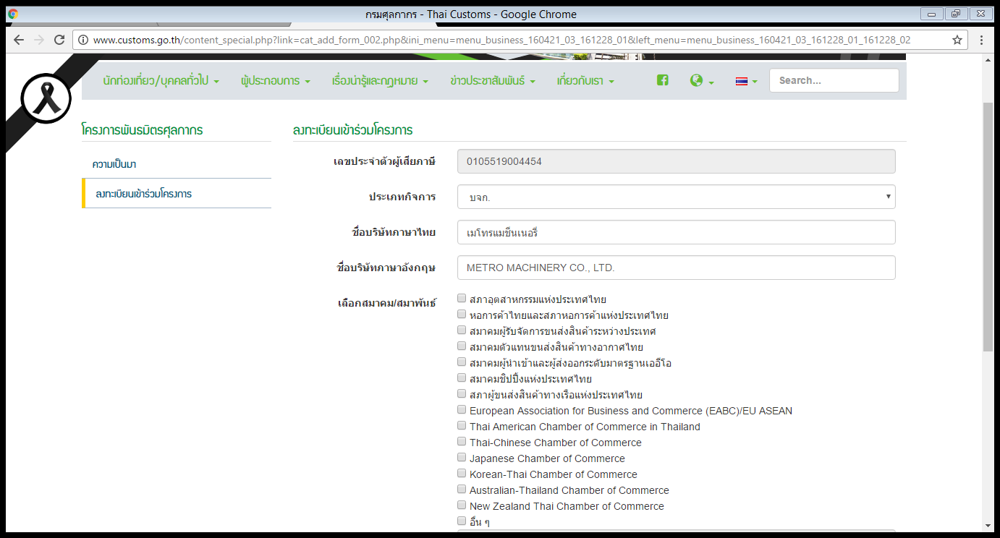 กรมศุลกากร - Thai Customs - Google Chrome
www.customs.go.th/content_special.php?link=cat_add_form_002.php&ini_menu=menu_business_160421_03_161228_01&left_menu=menu_business_160421_03_161228_01_161228_02
นักท่องเที่ยว/บุคคลทั่วไป ผู้ประกอบการ เรื่องน่ารู้และกฎหมาย ข่าวประชาสัมพันธ์ เกี่ยวกับเรา Search...
โครงการพันธมิตรศุลกากร
ความเป็นมา
ลงทะเบียนเข้าร่วมโครงการ
ลงทะเบียนเข้าร่วมโครงการ
เลขประจำตัวผู้เสียภาษี 0105519004454
ประเภทกิจการ บจก.
ชื่อบริษัทภาษาไทย เมโทรแมชีนเนอรี่
ชื่อบริษัทภาษาอังกฤษ METRO MACHINERY CO., LTD.
เลือกสมาคม/สมาพันธ์ สภาอุตสาหกรรมแห่งประเทศไทย
หอการค้าไทยและสภาหอการค้าแห่งประเทศไทย
สมาคมผู้รับจัดการขนส่งสินค้าระหว่างประเทศ
สมาคมตัวแทนขนส่งสินค้าทางอากาศไทย
สมาคมผู้นำเข้าและผู้ส่งออกระดับมาตรฐานเออีโอ
สมาคมชิปปิ้งแห่งประเทศไทย
สภาผู้ขนส่งสินค้าทางเรือแห่งประเทศไทย
European Association for Business and Commerce (EABC)/EU ASEAN
Thai American Chamber of Commerce in Thailand
Thai-Chinese Chamber of Commerce
Japanese Chamber of Commerce
Korean-Thai Chamber of Commerce
Australian-Thailand Chamber of Commerce
New Zealand Thai Chamber of Commerce
อื่น ๆ